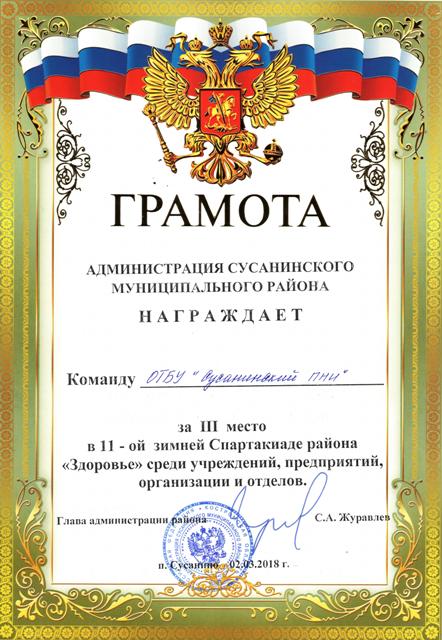 ГРАМОТА
АДМИНИСТРАЦИЯ СУСАНИНСКОГО
МУНИЦИПАЛЬНОГО РАЙОНА
НАГРАЖДАЕТ
Команду ОГБУ "Сусанинский ПНИ"
за III место
в 11 - ой зимней Спартакиаде района
«Здоровье» среди учреждений, предприятий,
организации и отделов.
Глава администрации района С.А. Журавлев
п. Сусанино 02.03.2018 г.